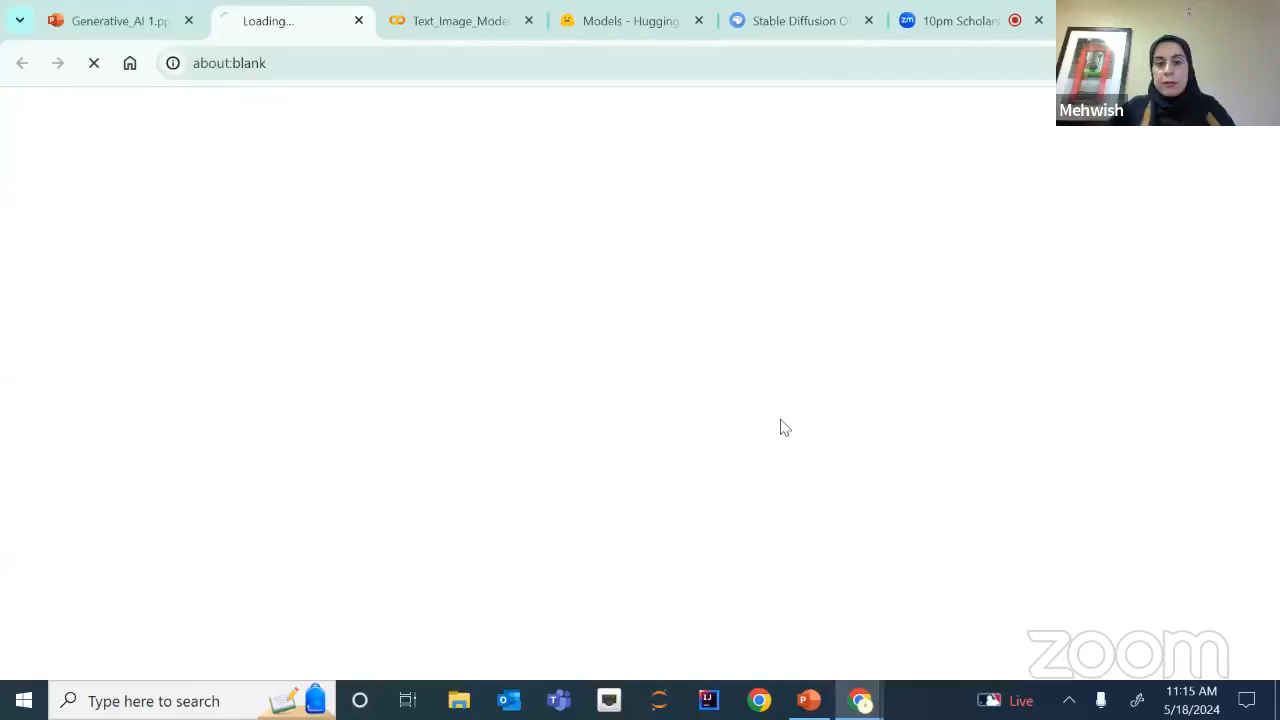 Generative_AI 1.pp
Loading...
Text_Image_Model
Models - Hugging
Stable Diffusion O
zm
10pm Scholars
about:blank
Mehwish
zoom
Type here to search
Live
11:15 AM
5/18/2024